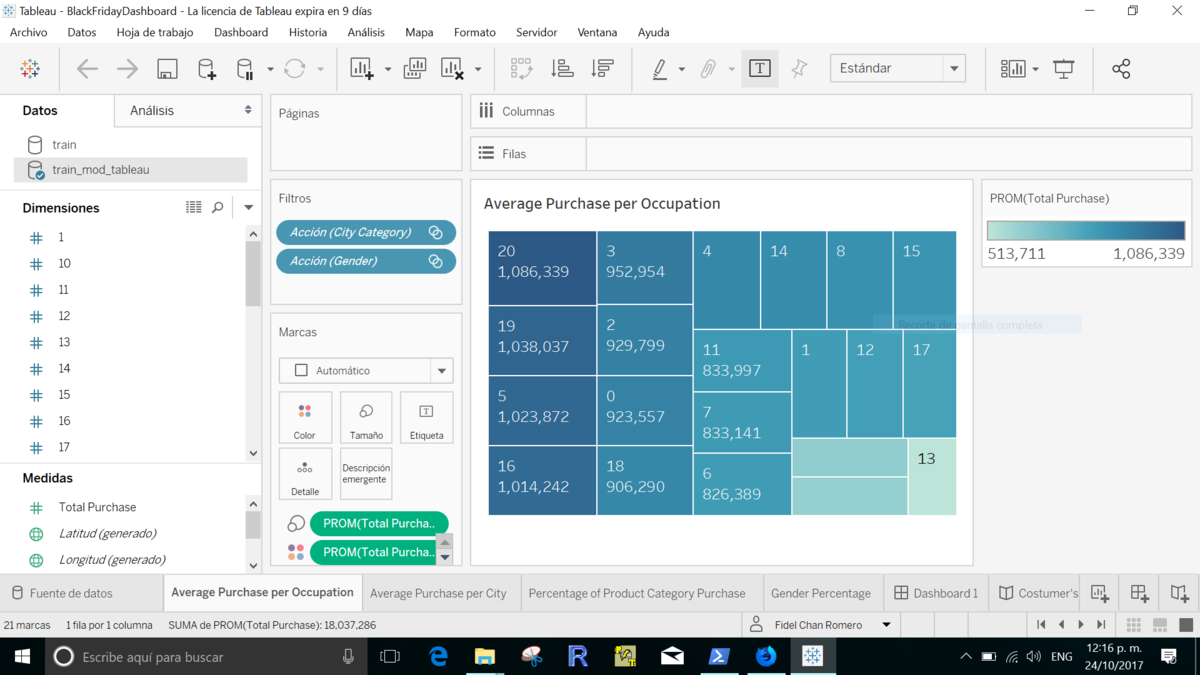 Tableau - BlackFridayDashboard - La licencia de Tableau expira en 9 días
Archivo Datos Hoja de trabajo Dashboard Historia Análisis Mapa Formato Servidor Ventana Ayuda
Estándar
Datos Análisis
train
train_mod_tableau
Dimensiones
1
10
11
12
13
14
15
16
17
Medidas
Total Purchase
Latitud (generado)
Longitud (generado)
Páginas
Filtros
Acción (City Category)
Acción (Gender)
Marcas
Automático
Color Tamaño Etiqueta
Detalle Descripción emergente
PROM(Total Purcha..
PROM(Total Purcha..
Columnas
Filas
Average Purchase per Occupation
20
1,086,339
19
1,038,037
5
1,023,872
16
1,014,242
3
952,954
2
929,799
0
923,557
18
906,290
4 14 8 15
11
833,997
7
833,141
6
826,389
1 12 17
13
Recorte de pantalla completa
PROM(Total Purchase)
513,711 1,086,339
Fuente de datos Average Purchase per Occupation Average Purchase per City Percentage of Product Category Purchase Gender Percentage Dashboard 1 Costumer's
21 marcas 1 fila por 1 columna SUMA de PROM(Total Purchase): 18,037,286 Fidel Chan Romero
Escribe aquí para buscar
ENG
12:16 p. m.
24/10/2017